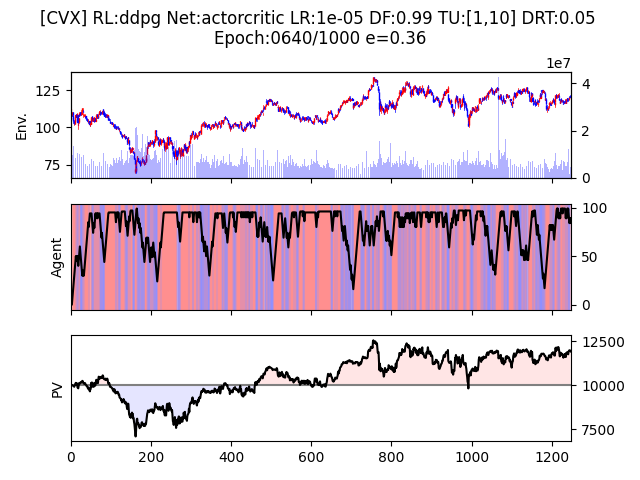 [CVX] RL:ddpg Net:actorcritic LR:1e-05 DF:0.99 TU:[1,10] DRT:0.05
Epoch:0640/1000 e=0.36
1e7
125
100
75
Env.
4
2
0
Agent
100
50
0
PV
12500
10000
7500
0 200 400 600 800 1000 1200